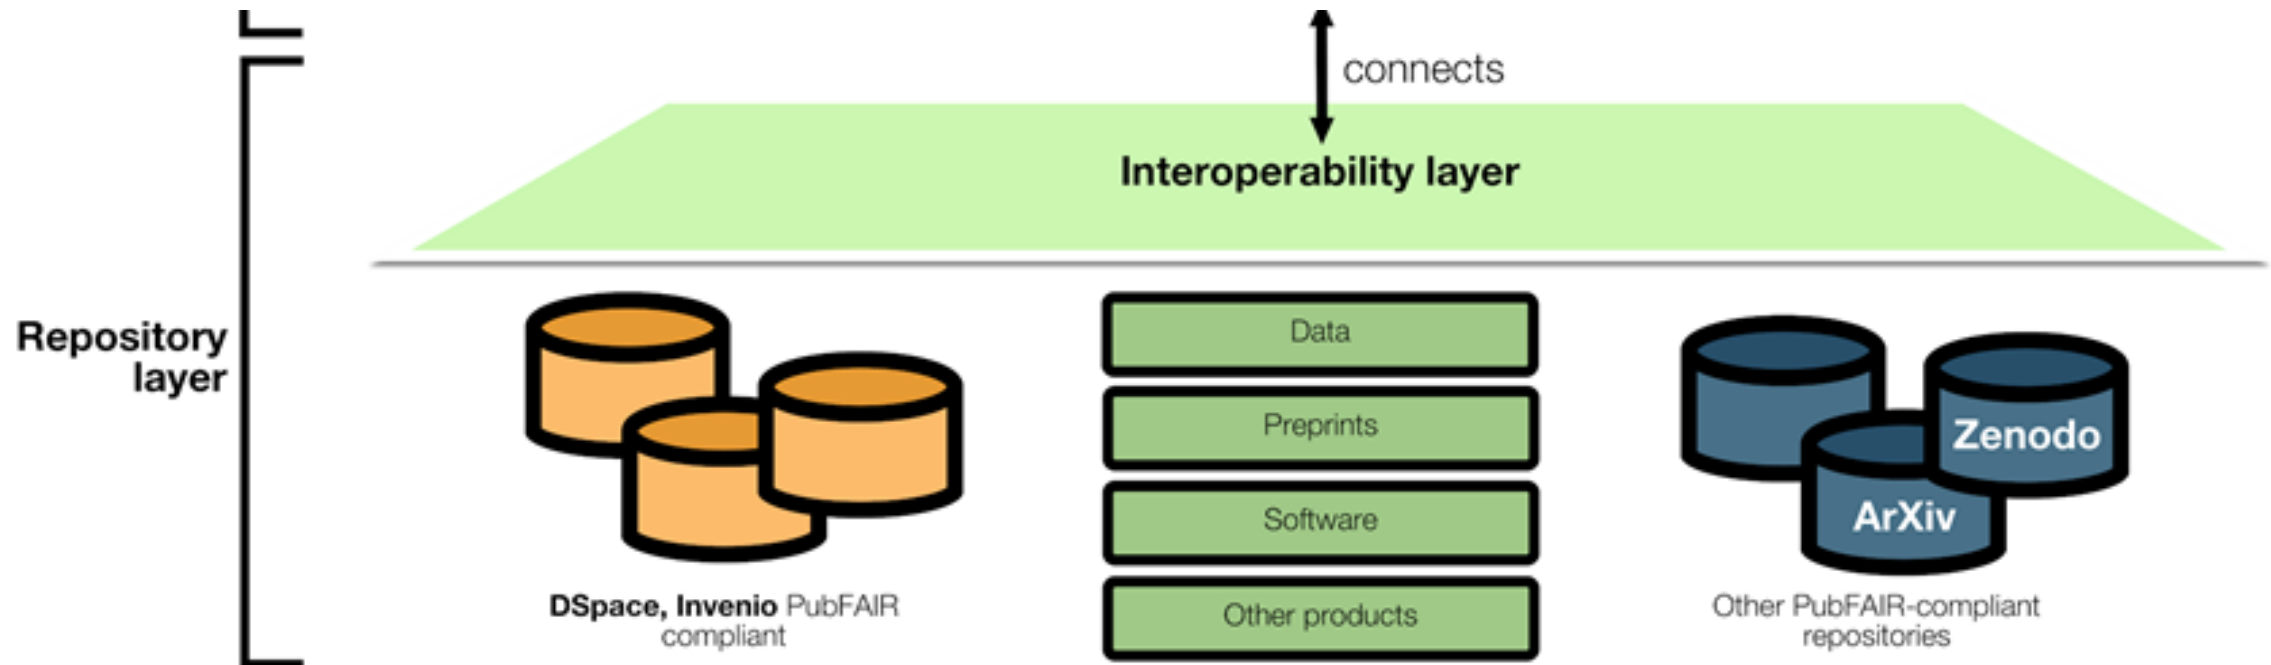 connects
Interoperability layer
Repository
layer
Data
Preprints
Software
Other products
Zenodo
ArXiv
DSpace, Invenio PubFAIR
compliant
Other PubFAIR-compliant
repositories